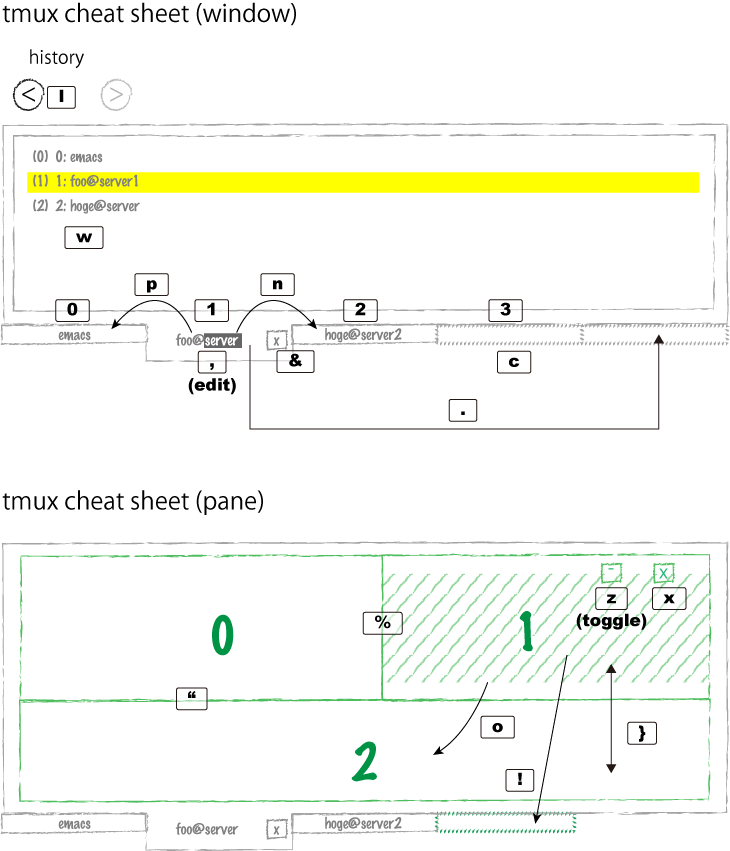 tmux cheat sheet (window)
history
< l >
(0) 0: emacs
(1) 1: foo@server1
(2) 2: hoge@server
w
p n
0 1 2 3
emacs foo@server x hoge@server2
, & c
(edit)
.
tmux cheat sheet (pane)
- X
z x
(toggle)
0 % 1
“
o }
2
!
emacs foo@server x hoge@server2